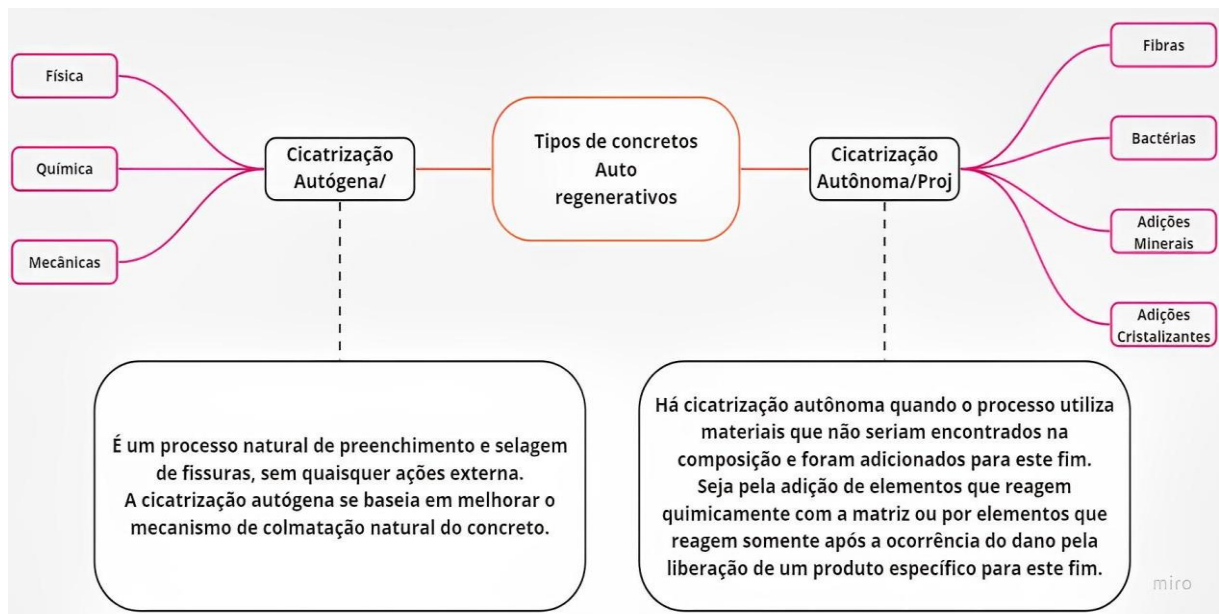 Física
Química
Mecânicas
Cicatrização
Autógena/
Tipos de concretos
Auto
regenerativos
Cicatrização
Autônoma/Proj
Fibras
Bactérias
Adições
Minerais
Adições
Cristalizantes
É um processo natural de preenchimento e selagem
de fissuras, sem quaisquer ações externa.
A cicatrização autógena se baseia em melhorar o
mecanismo de colmatação natural do concreto.
Há cicatrização autônoma quando o processo utiliza
materiais que não seriam encontrados na
composição e foram adicionados para este fim.
Seja pela adição de elementos que reagem
quimicamente com a matriz ou por elementos que
reagem somente após a ocorrência do dano pela
liberação de um produto específico para este fim.
miro